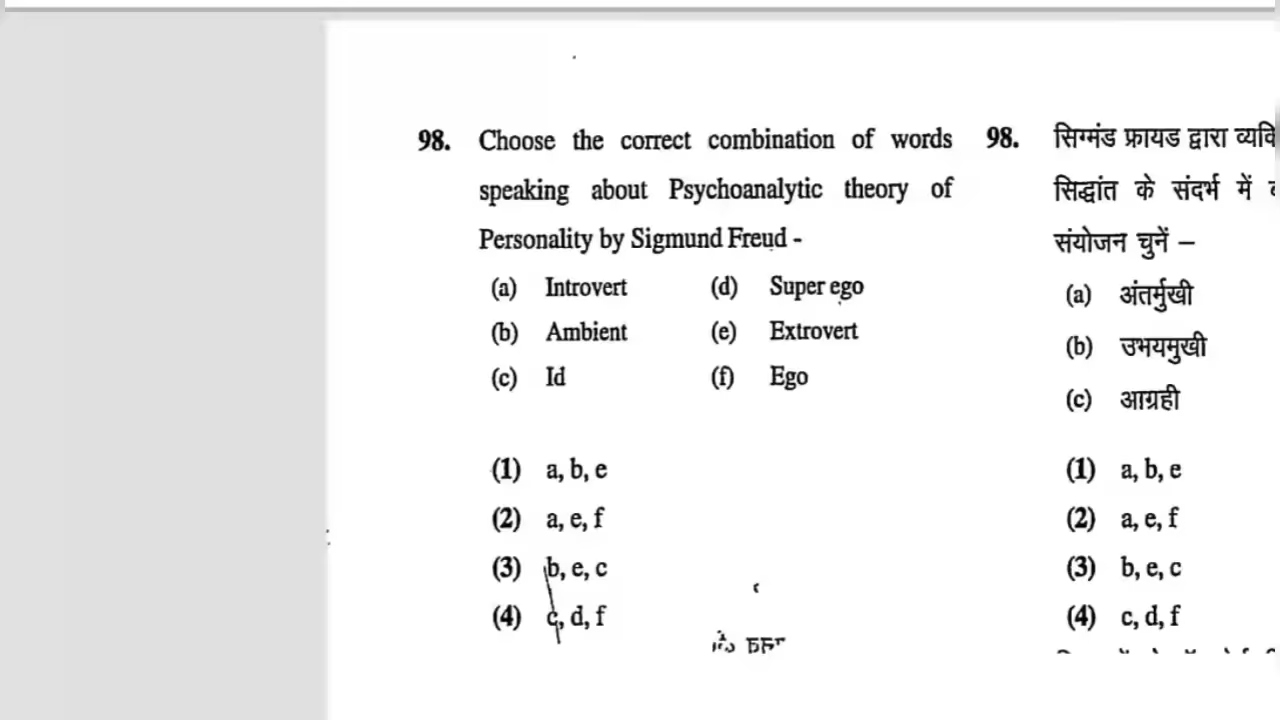 98. Choose the correct combination of words
speaking about Psychoanalytic theory of
Personality by Sigmund Freud -
(a) Introvert (d) Super ego
(b) Ambient (e) Extrovert
(c) Id (f) Ego
(1) a, b, e
(2) a, e, f
(3) b, e, c
(4) c, d, f
98. सिग्मंड फ्रायड द्वारा व्यक्ति
सिद्धांत के संदर्भ में
संयोजन चुनें –
(a) अंतर्मुखी
(b) उभयमुखी
(c) आग्रही
(1) a, b, e
(2) a, e, f
(3) b, e, c
(4) c, d, f